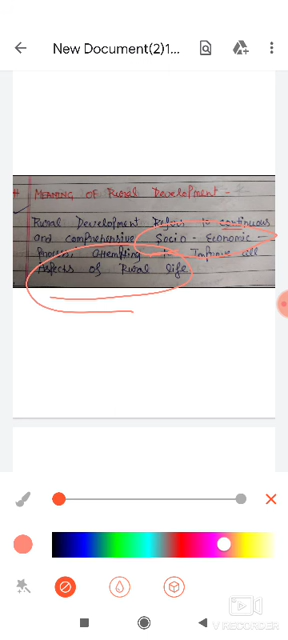 New Document(2)1...
# MEANING OF Rural Development -
Rural Development Refers to continuous
and comprehensive Socio - Economic -
Process, attempting to Improve all
Aspects of Rural life
V RECORDER